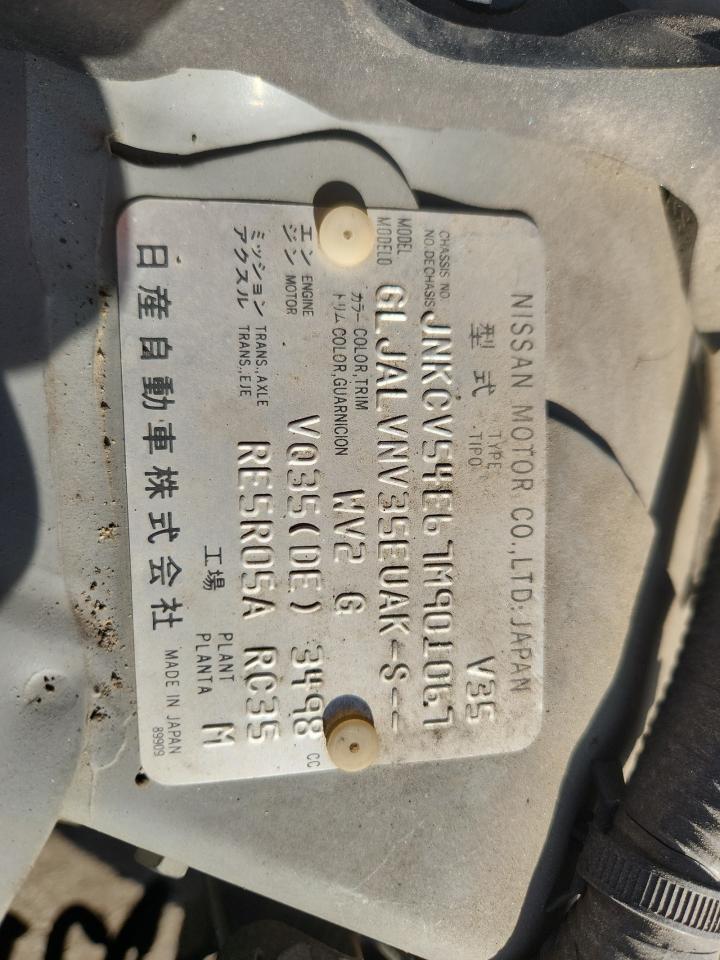 NISSAN MOTOR CO., LTD. JAPAN
型式 TYPE TIPO V35
CHASSIS NO. NO. DE CHASIS JNKCV54E67M901067
MODEL MODELO GLJALVNV35EUAK-S--
カラー COLOR,TRIM
トリム COLOR,GUARNICION WV2 G
エン ENGINE
ジン MOTOR VQ35(DE) 3498 CC
ミッション TRANS.,AXLE
アクスル TRANS.,EJE RE5R05A RC35
工場 PLANT PLANTA M
日産自動車株式会社 MADE IN JAPAN
89909